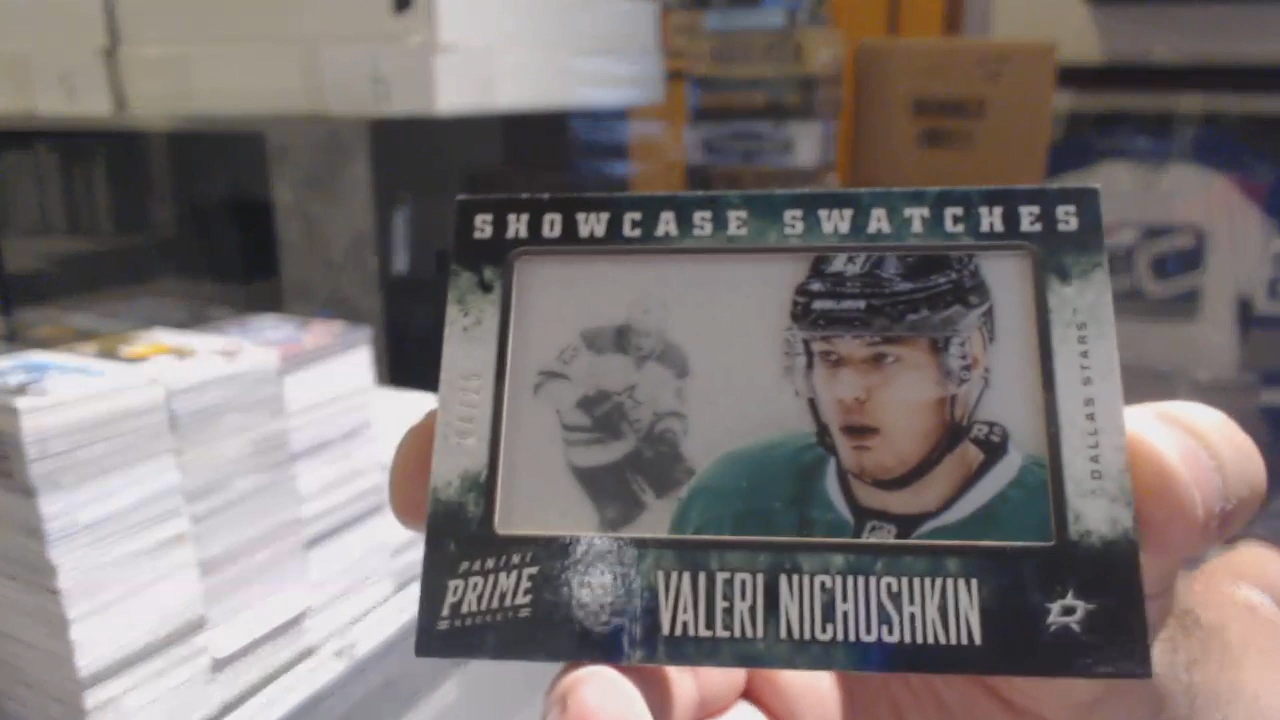 SHOWCASE SWATCHES
DALLAS STARS
PANINI
PRIME
HOCKEY
VALERI NICHUSHKIN